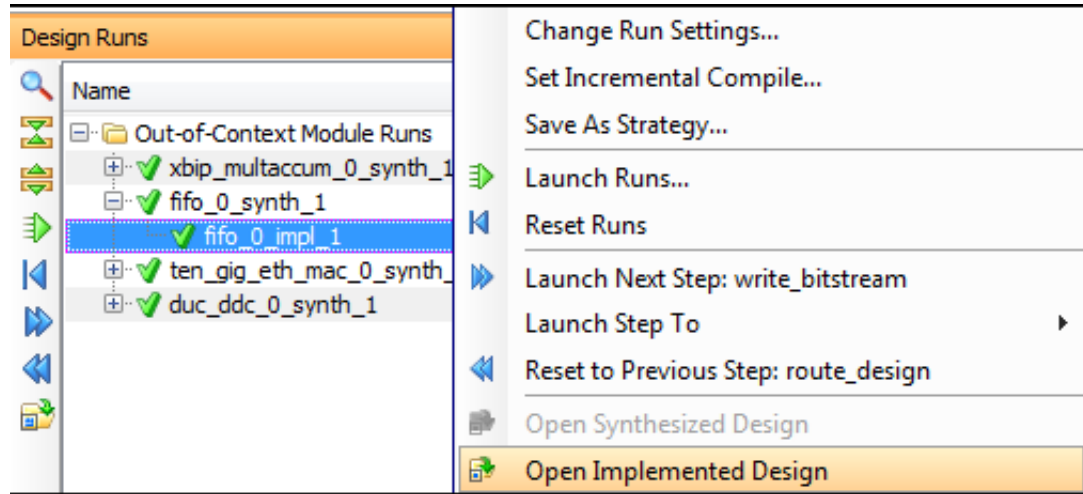 Design Runs
Name
Out-of-Context Module Runs
xbip_multaccum_0_synth_1
fifo_0_synth_1
fifo_0_impl_1
ten_gig_eth_mac_0_synth_
duc_ddc_0_synth_1
Change Run Settings...
Set Incremental Compile...
Save As Strategy...
Launch Runs...
Reset Runs
Launch Next Step: write_bitstream
Launch Step To
Reset to Previous Step: route_design
Open Synthesized Design
Open Implemented Design